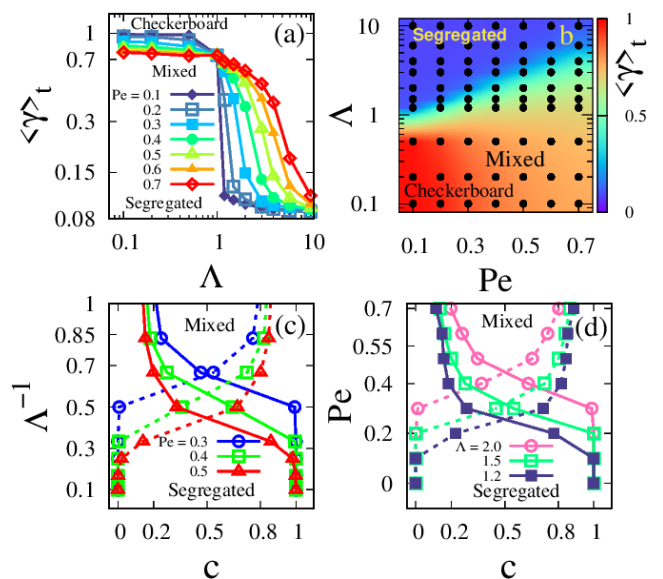 1
0.7
0.3
0.15
0.08
<γ>t
Checkerboard
(a)
Mixed
Pe = 0.1
0.2
0.3
0.4
0.5
0.6
0.7
Segregated
0.1
1
10
Λ
10
1
0.1
Λ
Segregated
b
Mixed
Checkerboard
0.1
0.3
0.5
0.7
Pe
1
0
<γ>t
1
0.85
0.67
0.5
0.3
0.1
Λ-1
Mixed
(c)
Pe = 0.3
0.4
0.5
Segregated
0
0.2
0.5
0.8
1
c
0.7
0.55
0.4
0.2
0
Pe
Mixed
(d)
Λ = 2.0
1.5
1.2
Segregated
0
0.2
0.5
0.8
1
c